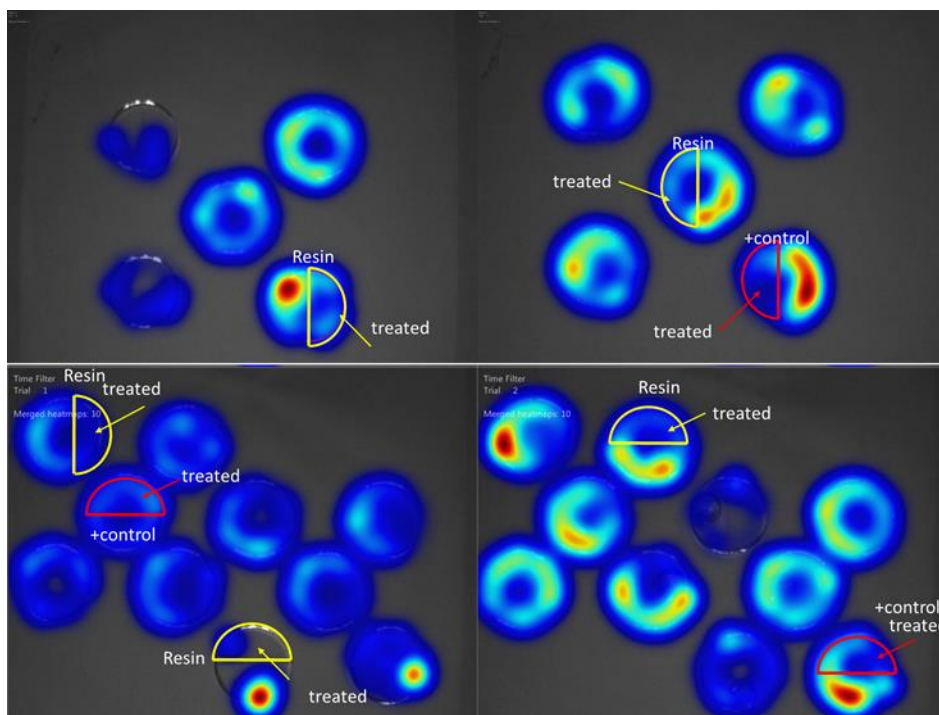 Resin
treated
Resin
treated
+control
treated
Time Filter
Trial 1
Merged heatmaps: 10
Resin
treated
treated
+control
Resin
treated
Time Filter
Trial 2
Merged heatmaps: 10
Resin
treated
+control
treated